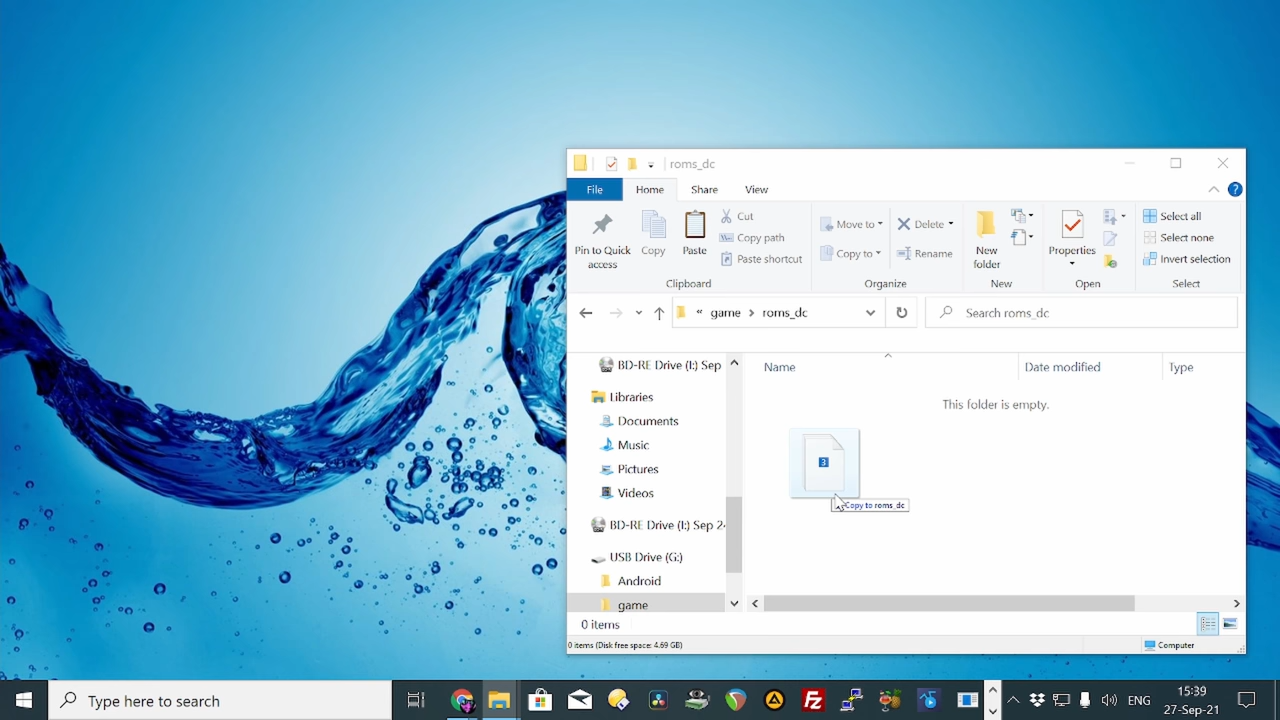 roms_dc
File Home Share View
Pin to Quick access
Copy
Paste
Cut
Copy path
Paste shortcut
Clipboard
Move to
Copy to
Delete
Rename
Organize
New folder
New
Properties
Open
Select all
Select none
Invert selection
Select
« game > roms_dc
Search roms_dc
BD-RE Drive (I:) Sep
Libraries
Documents
Music
Pictures
Videos
BD-RE Drive (I:) Sep 2
USB Drive (G:)
Android
game
Name Date modified Type
This folder is empty.
3
Copy to roms_dc
0 items
0 items (Disk free space: 4.69 GB)
Computer
Type here to search
ENG
15:39
27-Sep-21